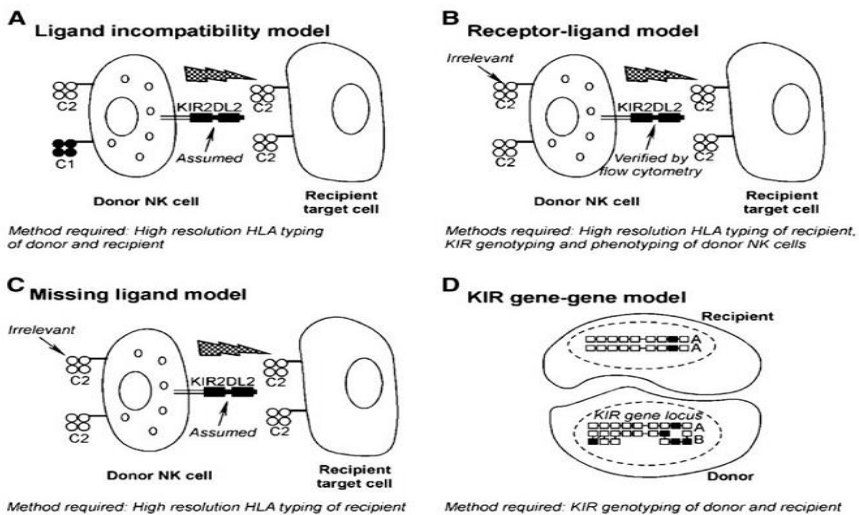 A
Ligand incompatibility model
C2
C1
KIR2DL2
Assumed
C2
C2
Donor NK cell
Recipient
target cell
Method required: High resolution HLA typing
of donor and recipient
B
Receptor-ligand model
Irrelevant
C2
C2
KIR2DL2
Verified by
flow cytometry
C2
C2
Donor NK cell
Recipient
target cell
Methods required: High resolution HLA typing of recipient,
KIR genotyping and phenotyping of donor NK cells
C
Missing ligand model
Irrelevant
C2
C2
KIR2DL2
Assumed
C2
C2
Donor NK cell
Recipient
target cell
Method required: High resolution HLA typing of recipient
D
KIR gene-gene model
Recipient
A
A
KIR gene locus
A
B
Donor
Method required: KIR genotyping of donor and recipient